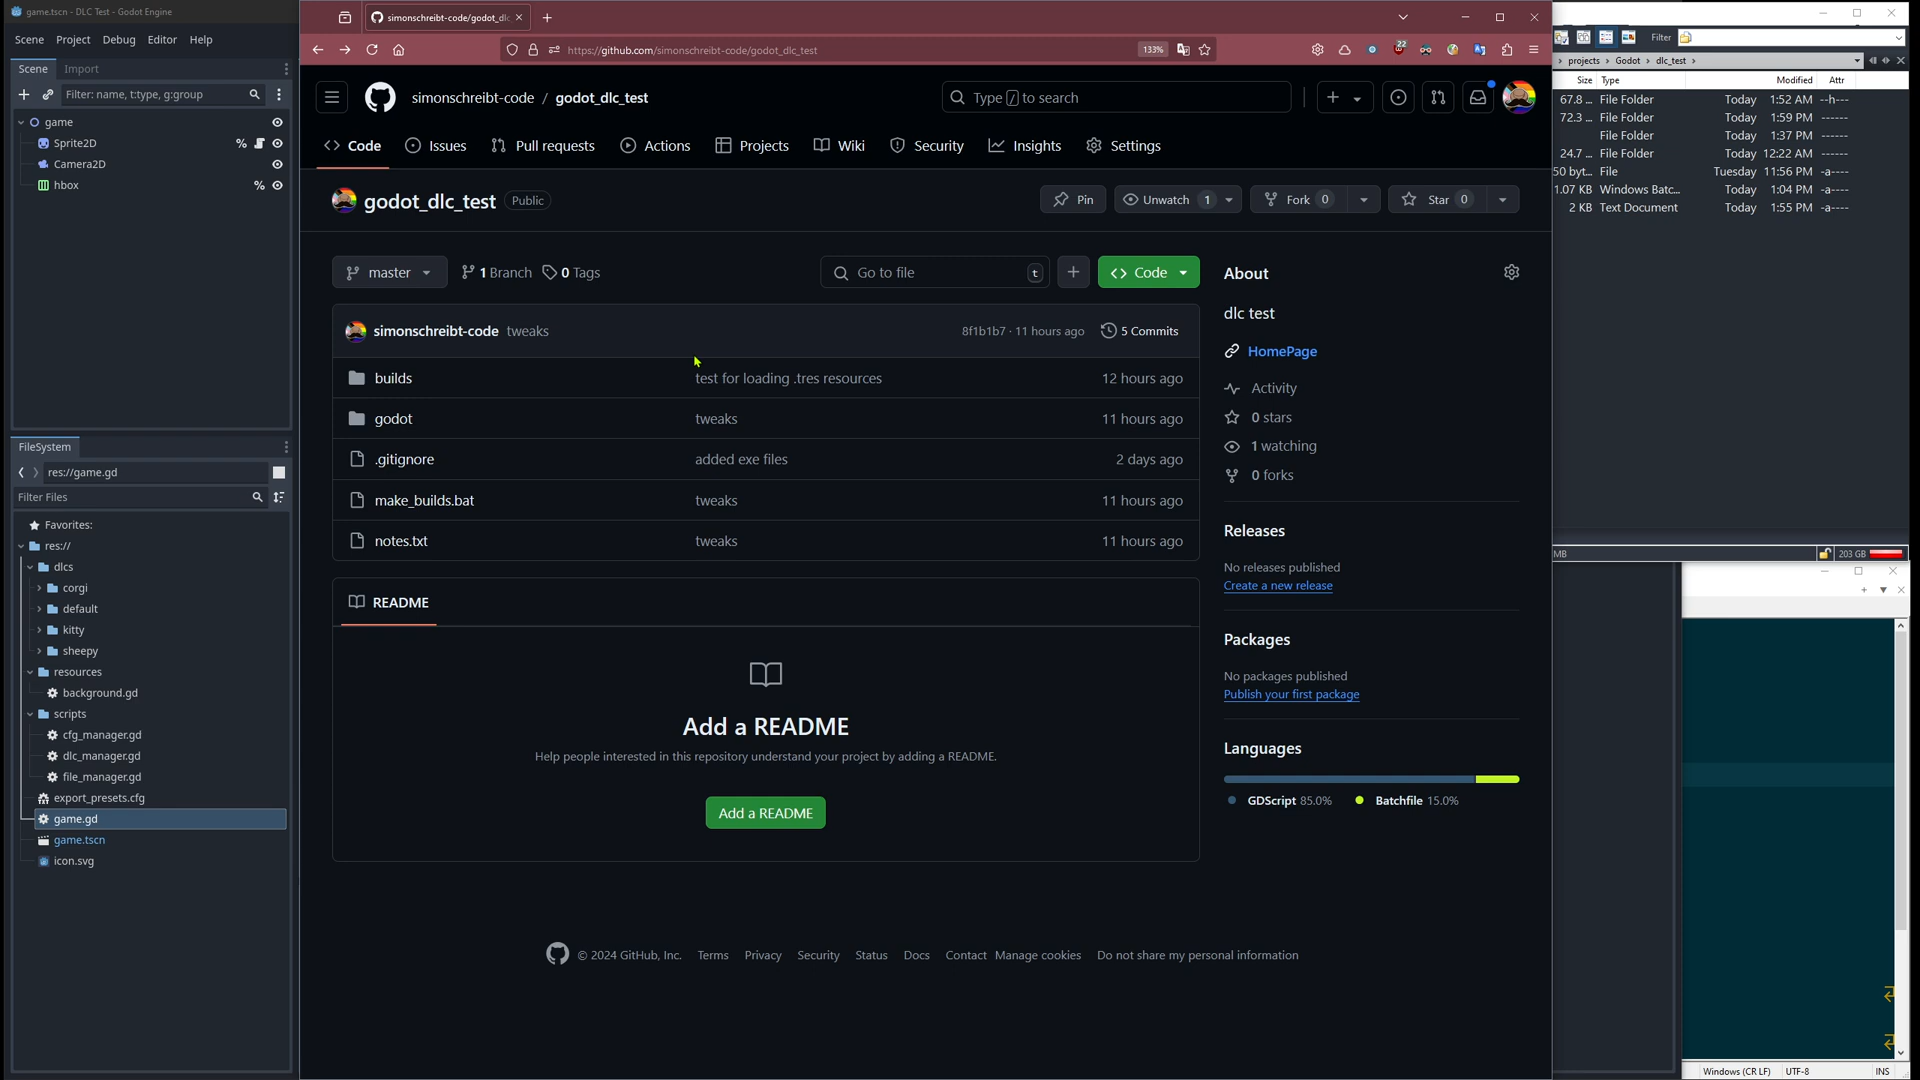 game.tscn - DLC Test - Godot Engine
Scene Project Debug Editor Help
Scene Import
Filter: name, t:type, g:group
game
Sprite2D
Camera2D
hbox
FileSystem
res://game.gd
Filter Files
Favorites:
res://
dlcs
corgi
default
kitty
sheepy
resources
background.gd
scripts
cfg_manager.gd
dlc_manager.gd
file_manager.gd
export_presets.cfg
game.gd
game.tscn
icon.svg
simonschreibt-code/godot_dlc
https://github.com/simonschreibt-code/godot_dlc_test
133%
22
simonschreibt-code / godot_dlc_test
Type / to search
Code Issues Pull requests Actions Projects Wiki Security Insights Settings
godot_dlc_test Public
Pin Unwatch 1 Fork 0 Star 0
master 1 Branch 0 Tags
Go to file t
Code
simonschreibt-code tweaks 8f1b1b7 · 11 hours ago 5 Commits
builds test for loading .tres resources 12 hours ago
godot tweaks 11 hours ago
.gitignore added exe files 2 days ago
make_builds.bat tweaks 11 hours ago
notes.txt tweaks 11 hours ago
README
Add a README
Help people interested in this repository understand your project by adding a README.
Add a README
About
dlc test
HomePage
Activity
0 stars
1 watching
0 forks
Releases
No releases published
Create a new release
Packages
No packages published
Publish your first package
Languages
GDScript 85.0% Batchfile 15.0%
© 2024 GitHub, Inc. Terms Privacy Security Status Docs Contact Manage cookies Do not share my personal information
Filter
projects Godot dlc_test
Size Type Modified Attr
67.8 ... File Folder Today 1:52 AM --h---
72.3 ... File Folder Today 1:59 PM ------
File Folder Today 1:37 PM ------
24.7 ... File Folder Today 12:22 AM ------
50 byt... File Tuesday 11:56 PM -a----
1.07 KB Windows Batc... Today 1:04 PM -a----
2 KB Text Document Today 1:55 PM -a----
MB
203 GB
Windows (CR LF) UTF-8 INS